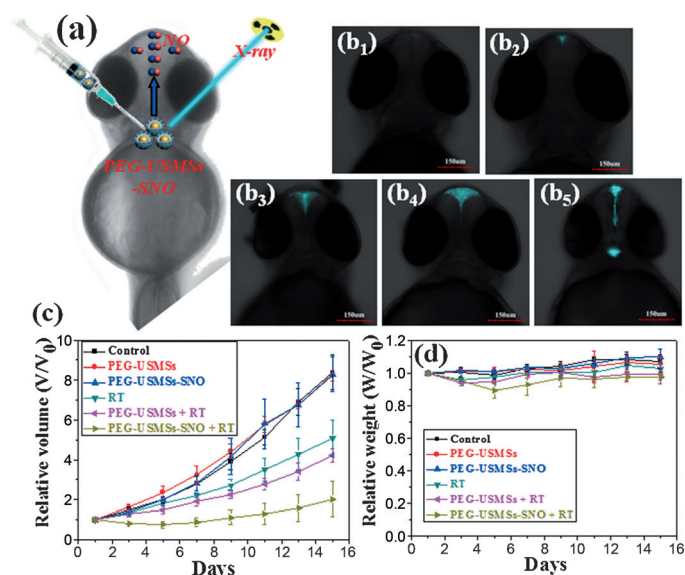 (a)
NO
X-ray
PEG-USMSs
-SNO
(b1)
150um
(b2)
150um
(b3)
150um
(b4)
150um
(b5)
150um
(c)
Relative volume (V/V0)
10
8
6
4
2
0
Control
PEG-USMSs
PEG-USMSs-SNO
RT
PEG-USMSs + RT
PEG-USMSs-SNO + RT
0 2 4 6 8 10 12 14 16
Days
(d)
Relative weight (W/W0)
1.2
1.0
0.8
0.6
0.4
0.2
0.0
Control
PEG-USMSs
PEG-USMSs-SNO
RT
PEG-USMSs + RT
PEG-USMSs-SNO + RT
0 2 4 6 8 10 12 14 16
Days